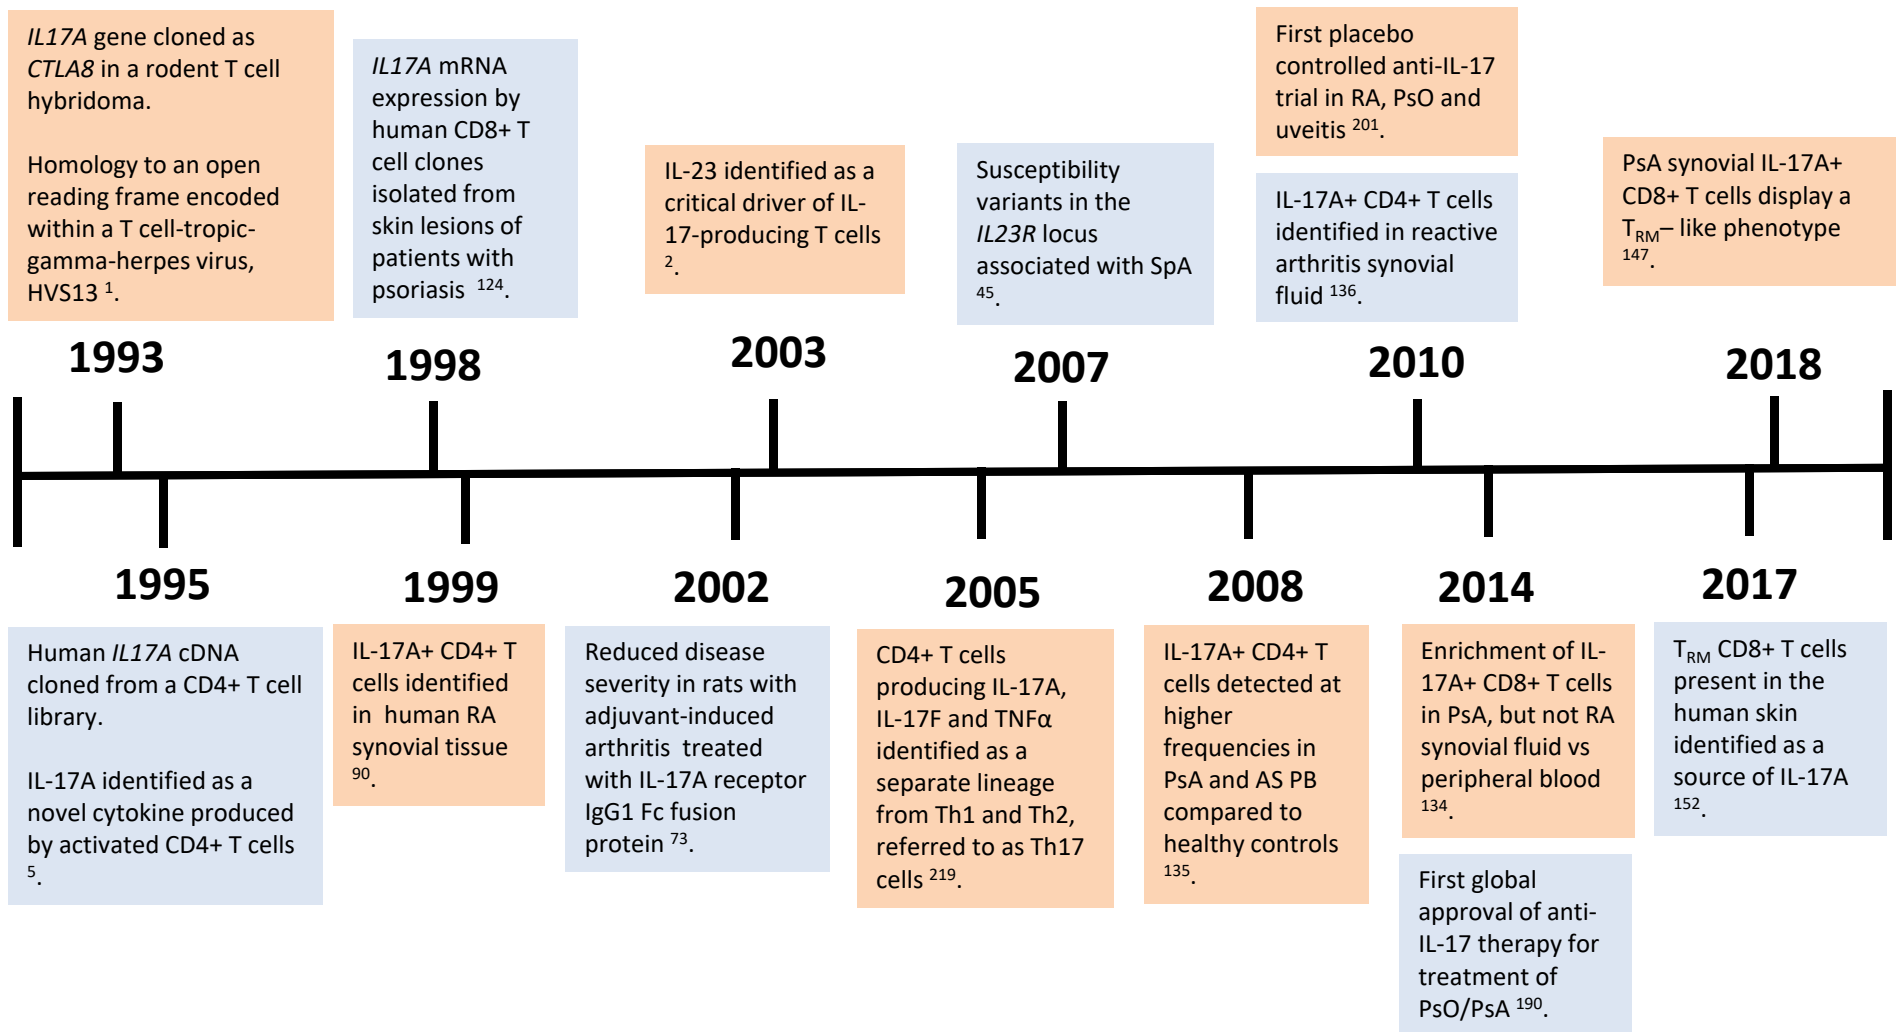 IL17A gene cloned as
CTLA8 in a rodent T cell
hybridoma.
Homology to an open
reading frame encoded
within a T cell-tropic-
gamma-herpes virus,
HVS13 1.
1993
IL17A mRNA
expression by
human CD8+ T
cell clones
isolated from
skin lesions of
patients with
psoriasis 124.
1998
IL-23 identified as a
critical driver of IL-
17-producing T cells
2.
2003
Susceptibility
variants in the
IL23R locus
associated with SpA
45.
2007
First placebo
controlled anti-IL-17
trial in RA, PsO and
uveitis 201.
IL-17A+ CD4+ T cells
identified in reactive
arthritis synovial
fluid 136.
2010
PsA synovial IL-17A+
CD8+ T cells display a
TRM– like phenotype
147.
2018
1995
Human IL17A cDNA
cloned from a CD4+ T cell
library.
IL-17A identified as a
novel cytokine produced
by activated CD4+ T cells
5.
1999
IL-17A+ CD4+ T
cells identified
in human RA
synovial tissue
90.
2002
Reduced disease
severity in rats with
adjuvant-induced
arthritis treated
with IL-17A receptor
IgG1 Fc fusion
protein 73.
2005
CD4+ T cells
producing IL-17A,
IL-17F and TNFα
identified as a
separate lineage
from Th1 and Th2,
referred to as Th17
cells 219.
2008
IL-17A+ CD4+ T
cells detected at
higher
frequencies in
PsA and AS PB
compared to
healthy controls
135.
2014
Enrichment of IL-
17A+ CD8+ T cells
in PsA, but not RA
synovial fluid vs
peripheral blood
134.
First global
approval of anti-
IL-17 therapy for
treatment of
PsO/PsA 190.
2017
TRM CD8+ T cells
present in the
human skin
identified as a
source of IL-17A
152.